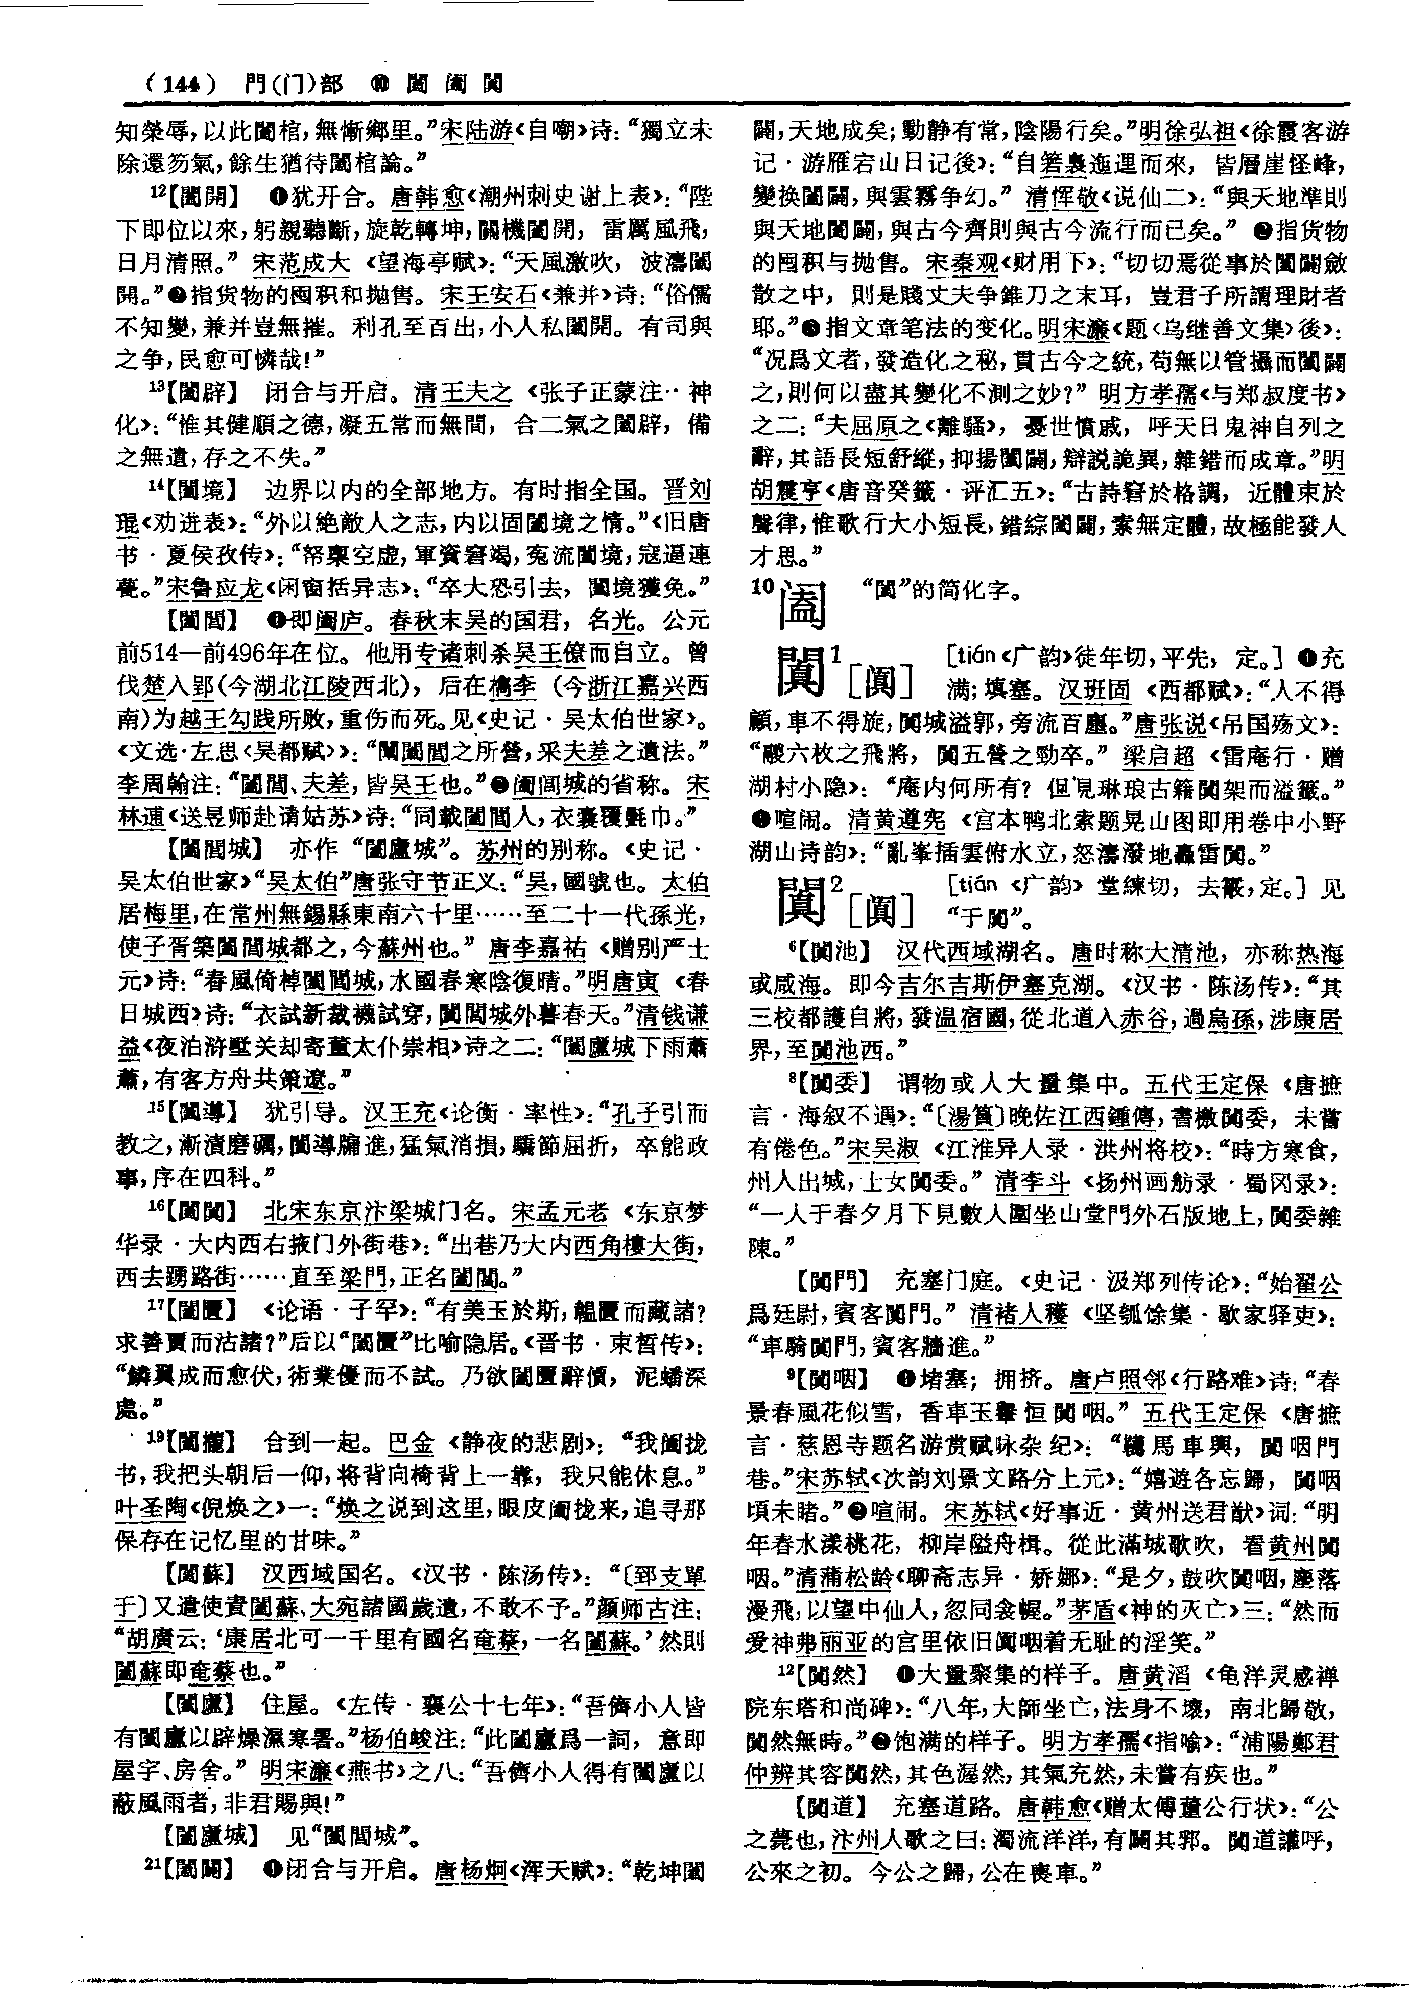 （144） 門(门)部 ⑩ 闔 阖 闐
知榮辱，以此闔棺，無慚鄉里。”宋陆游《自嘲》诗：“獨立未
除還笏氣，餘生猶待闔棺論。”
12【闔開】 ❶犹开合。唐韩愈《潮州刺史谢上表》：“陛
下即位以來，躬親聽斷，旋乾轉坤，關機闔開， 雷厲風飛，
日月清照。” 宋范成大 《望海亭赋》：“天風激吹， 波濤闔
開。”❷指货物的囤积和抛售。 宋王安石《兼并》诗：“俗儒
不知變，兼并豈無摧。 利孔至百出，小人私闔開。 有司與
之争，民愈可憐哉！”
13【闔辟】 闭合与开启。 清王夫之 《张子正蒙注·神
化》：“惟其健順之德，凝五常而無間， 合二氣之闔辟， 備
之無遺，存之不失。”
14【闔境】 边界以内的全部地方。有时指全国。晋刘
琨《劝进表》：“外以絶敵人之志，内以固闔境之情。”《旧唐
书·夏侯孜传》：“帑稟空虚，軍資窘竭，寃流闔境，寇逼連
甍。”宋鲁应龙《闲窗括异志》：“卒大恐引去， 闔境獲免。”
【闔閭】 ❶即阖庐。春秋末吴的国君，名光。公元
前514—前496年在位。他用专诸刺杀吴王僚而自立。曾
伐楚入郢(今湖北江陵西北)， 后在檇李 (今浙江嘉兴西
南)为越王勾践所败，重伤而死。见《史记·吴太伯世家》。
《文选·左思〈吴都赋〉》：“闡闔閭之所營，采夫差之遺法。”
李周翰注：“闔閭、夫差，皆吴王也。”❷阖闾城的省称。 宋
林逋《送昱师赴请姑苏》诗：“同載闔閭人，衣囊覆氎巾。”
【闔閭城】 亦作 “闔廬城”。苏州的别称。《史记·
吴太伯世家》“吴太伯”唐张守节正义：“吴，國號也。 太伯
居梅里，在常州無錫縣東南六十里……至二十一代孫光，
使子胥築闔閭城都之，今蘇州也。” 唐李嘉祐 《赠别严士
元》诗：“春風倚棹闔閭城，水國春寒陰復晴。”明唐寅 《春
日城西》诗：“衣試新裁襪試穿，闔閭城外暮春天。”清钱谦
益《夜泊浒墅关却寄董太仆崇相》诗之二：“闔廬城下雨蕭
蕭，有客方舟共策遼。”
15【闔導】 犹引导。汉王充《论衡·率性》：“孔子引而
教之，漸漬磨礪，闔導牖進，猛氣消損，驕節屈折， 卒能政
事，序在四科。”
16【闔闠】 北宋东京汴梁城门名。宋孟元老 《东京梦
华录·大内西右掖门外街巷》：“出巷乃大内西角樓大街，
西去踴路街……直至梁門，正名闔闠。”
17【闔匵】 《论语·子罕》：“有美玉於斯，韞匵而藏諸？
求善賈而沽諸？”后以“闔匵”比喻隐居。《晋书·束皙传》：
“鱗翼成而愈伏，術業優而不試。 乃欲闔匵辭價， 泥蟠深
處。”
19【闔攏】 合到一起。 巴金 《静夜的悲剧》： “我阖拢
书，我把头朝后一仰，将背向椅背上一靠， 我只能休息。”
叶圣陶《倪焕之》一：“焕之说到这里，眼皮阖拢来，追寻那
保存在记忆里的甘味。”
【闔蘇】 汉西域国名。《汉书·陈汤传》： “〔郅支單
于〕又遣使責闔蘇、大宛諸國歲遺，不敢不予。”颜师古注：
“胡廣云：‘康居北可一千里有國名奄蔡，一名闔蘇。’然則
闔蘇即奄蔡也。”
【闔廬】 住屋。《左传·襄公十七年》：“吾儕小人皆
有闔廬以辟燥濕寒暑。”杨伯峻注：“此闔廬爲一詞， 意即
屋宇、房舍。” 明宋濂《燕书》之八：“吾儕小人得有闔廬以
蔽風雨者，非君賜與！”
【闔廬城】 见“闔閭城”。
21【闔闢】 ❶闭合与开启。唐杨炯《浑天赋》：“乾坤闔
闢，天地成矣；動静有常，陰陽行矣。”明徐弘祖《徐霞客游
记·游雁宕山日记後》：“自箬裊迤邐而來， 皆層崖怪峰，
變换闔闢，與雲霧争幻。” 清恽敬《说仙二》：“與天地準則
與天地闔闢，與古今齊則與古今流行而已矣。” ❷指货物
的囤积与抛售。 宋秦观《财用下》：“切切焉從事於闔闢斂
散之中， 則是賤丈夫争錐刀之末耳， 豈君子所謂理財者
耶。”❸指文章笔法的变化。明宋濂《题〈乌继善文集〉後》：
“况爲文者，發造化之秘，貫古今之統，苟無以管攝而闔闢
之，則何以盡其變化不測之妙？” 明方孝孺《与郑叔度书》
之二：“夫屈原之《離騷》， 憂世憤戚， 呼天日鬼神自列之
辭，其語長短舒縱，抑揚闔闢，辯説詭異，雜錯而成章。”明
胡震亨《唐音癸籤·评汇五》：“古詩窘於格調， 近體束於
聲律，惟歌行大小短長，錯綜闔闢，素無定體，故極能發人
才思。”
10阖 “闔”的简化字。
闐1[阗] [tián《广韵》徒年切，平先， 定。] ❶充
满；填塞。 汉班固 《西都赋》：“人不得
顧，車不得旋，闐城溢郭，旁流百廛。”唐张说《吊国殇文》：
“驍六枚之飛將， 闐五營之勁卒。” 梁启超 《雷庵行·赠
湖村小隐》： “庵内何所有？ 但見琳琅古籍闐架而溢籤。”
❷喧闹。 清黄遵宪 《宫本鸭北索题晃山图即用卷中小野
湖山诗韵》：“亂峯插雲俯水立，怒濤潑地轟雷闐。”
闐2[阗] [tián 《广韵》 堂練切， 去霰，定。] 见
“于闐”。
6【闐池】 汉代西域湖名。唐时称大清池，亦称热海
或咸海。即今吉尔吉斯伊塞克湖。《汉书·陈汤传》：“其
三校都護自將，發温宿國，從北道入赤谷，過烏孫，涉康居
界，至闐池西。”
8【闐委】 谓物或人大量集中。 五代王定保 《唐摭
言·海叙不遇》：“〔湯篔〕晚佐江西鍾傳，書檄闐委， 未嘗
有倦色。”宋吴淑 《江淮异人录·洪州将校》：“時方寒食，
州人出城，士女闐委。” 清李斗 《扬州画舫录·蜀冈录》：
“一人于春夕月下見數人圍坐山堂門外石版地上，闐委雜
陳。”
【闐門】 充塞门庭。《史记·汲郑列传论》：“始翟公
爲廷尉，賓客闐門。” 清褚人穫 《坚瓠馀集·歇家驿吏》：
“車騎闐門，賓客牆進。”
9【闐咽】 ❶堵塞；拥挤。唐卢照邻《行路难》诗：“春
景春風花似雪， 香車玉轝恒闐咽。” 五代王定保 《唐摭
言·慈恩寺题名游赏赋咏杂纪》： “驌馬車輿， 闐咽門
巷。”宋苏轼《次韵刘景文路分上元》：“嬉遊各忘歸， 闐咽
頃未睹。”❷喧闹。 宋苏轼《好事近·黄州送君猷》词：“明
年春水漾桃花， 柳岸隘舟楫。從此滿城歌吹， 看黄州闐
咽。”清蒲松龄《聊斋志异·娇娜》：“是夕，鼓吹闐咽，塵落
漫飛，以望中仙人，忽同衾幄。”茅盾《神的灭亡》三：“然而
爱神弗丽亚的宫里依旧阗咽着无耻的淫笑。”
12【闐然】 ❶大量聚集的样子。唐黄滔 《龟洋灵感禅
院东塔和尚碑》：“八年，大師坐亡，法身不壞， 南北歸敬，
闐然無時。”❷饱满的样子。 明方孝孺《指喻》：“浦陽鄭君
仲辨其容闐然，其色渥然，其氣充然，未嘗有疾也。”
【闐道】 充塞道路。唐韩愈《赠太傅董公行状》：“公
之薨也，汴州人歌之曰：濁流洋洋，有闢其郛。 闐道讙呼，
公來之初。 今公之歸，公在喪車。”